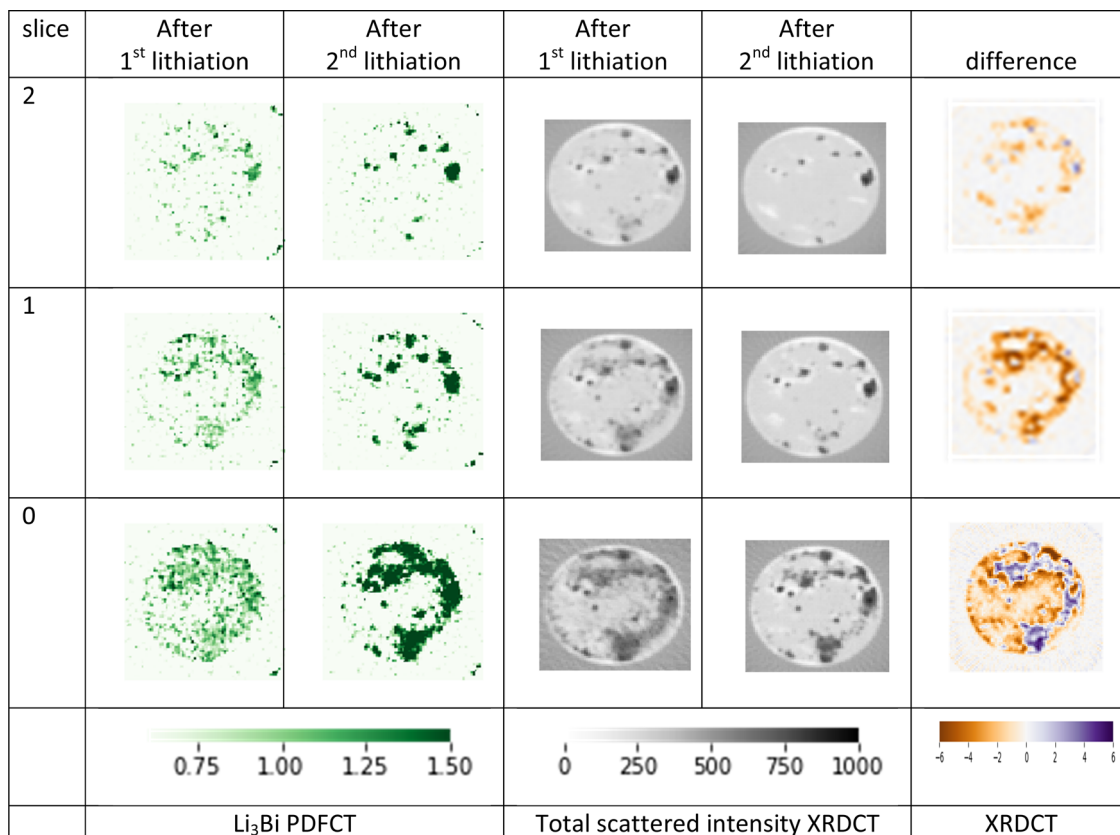 slice After After After After
1st lithiation 2nd lithiation 1st lithiation 2nd lithiation difference
2
1
0
0.75 1.00 1.25 1.50 0 250 500 750 1000 −6 −4 −2 0 2 4 6
Li₃Bi PDFCT Total scattered intensity XRDCT XRDCT